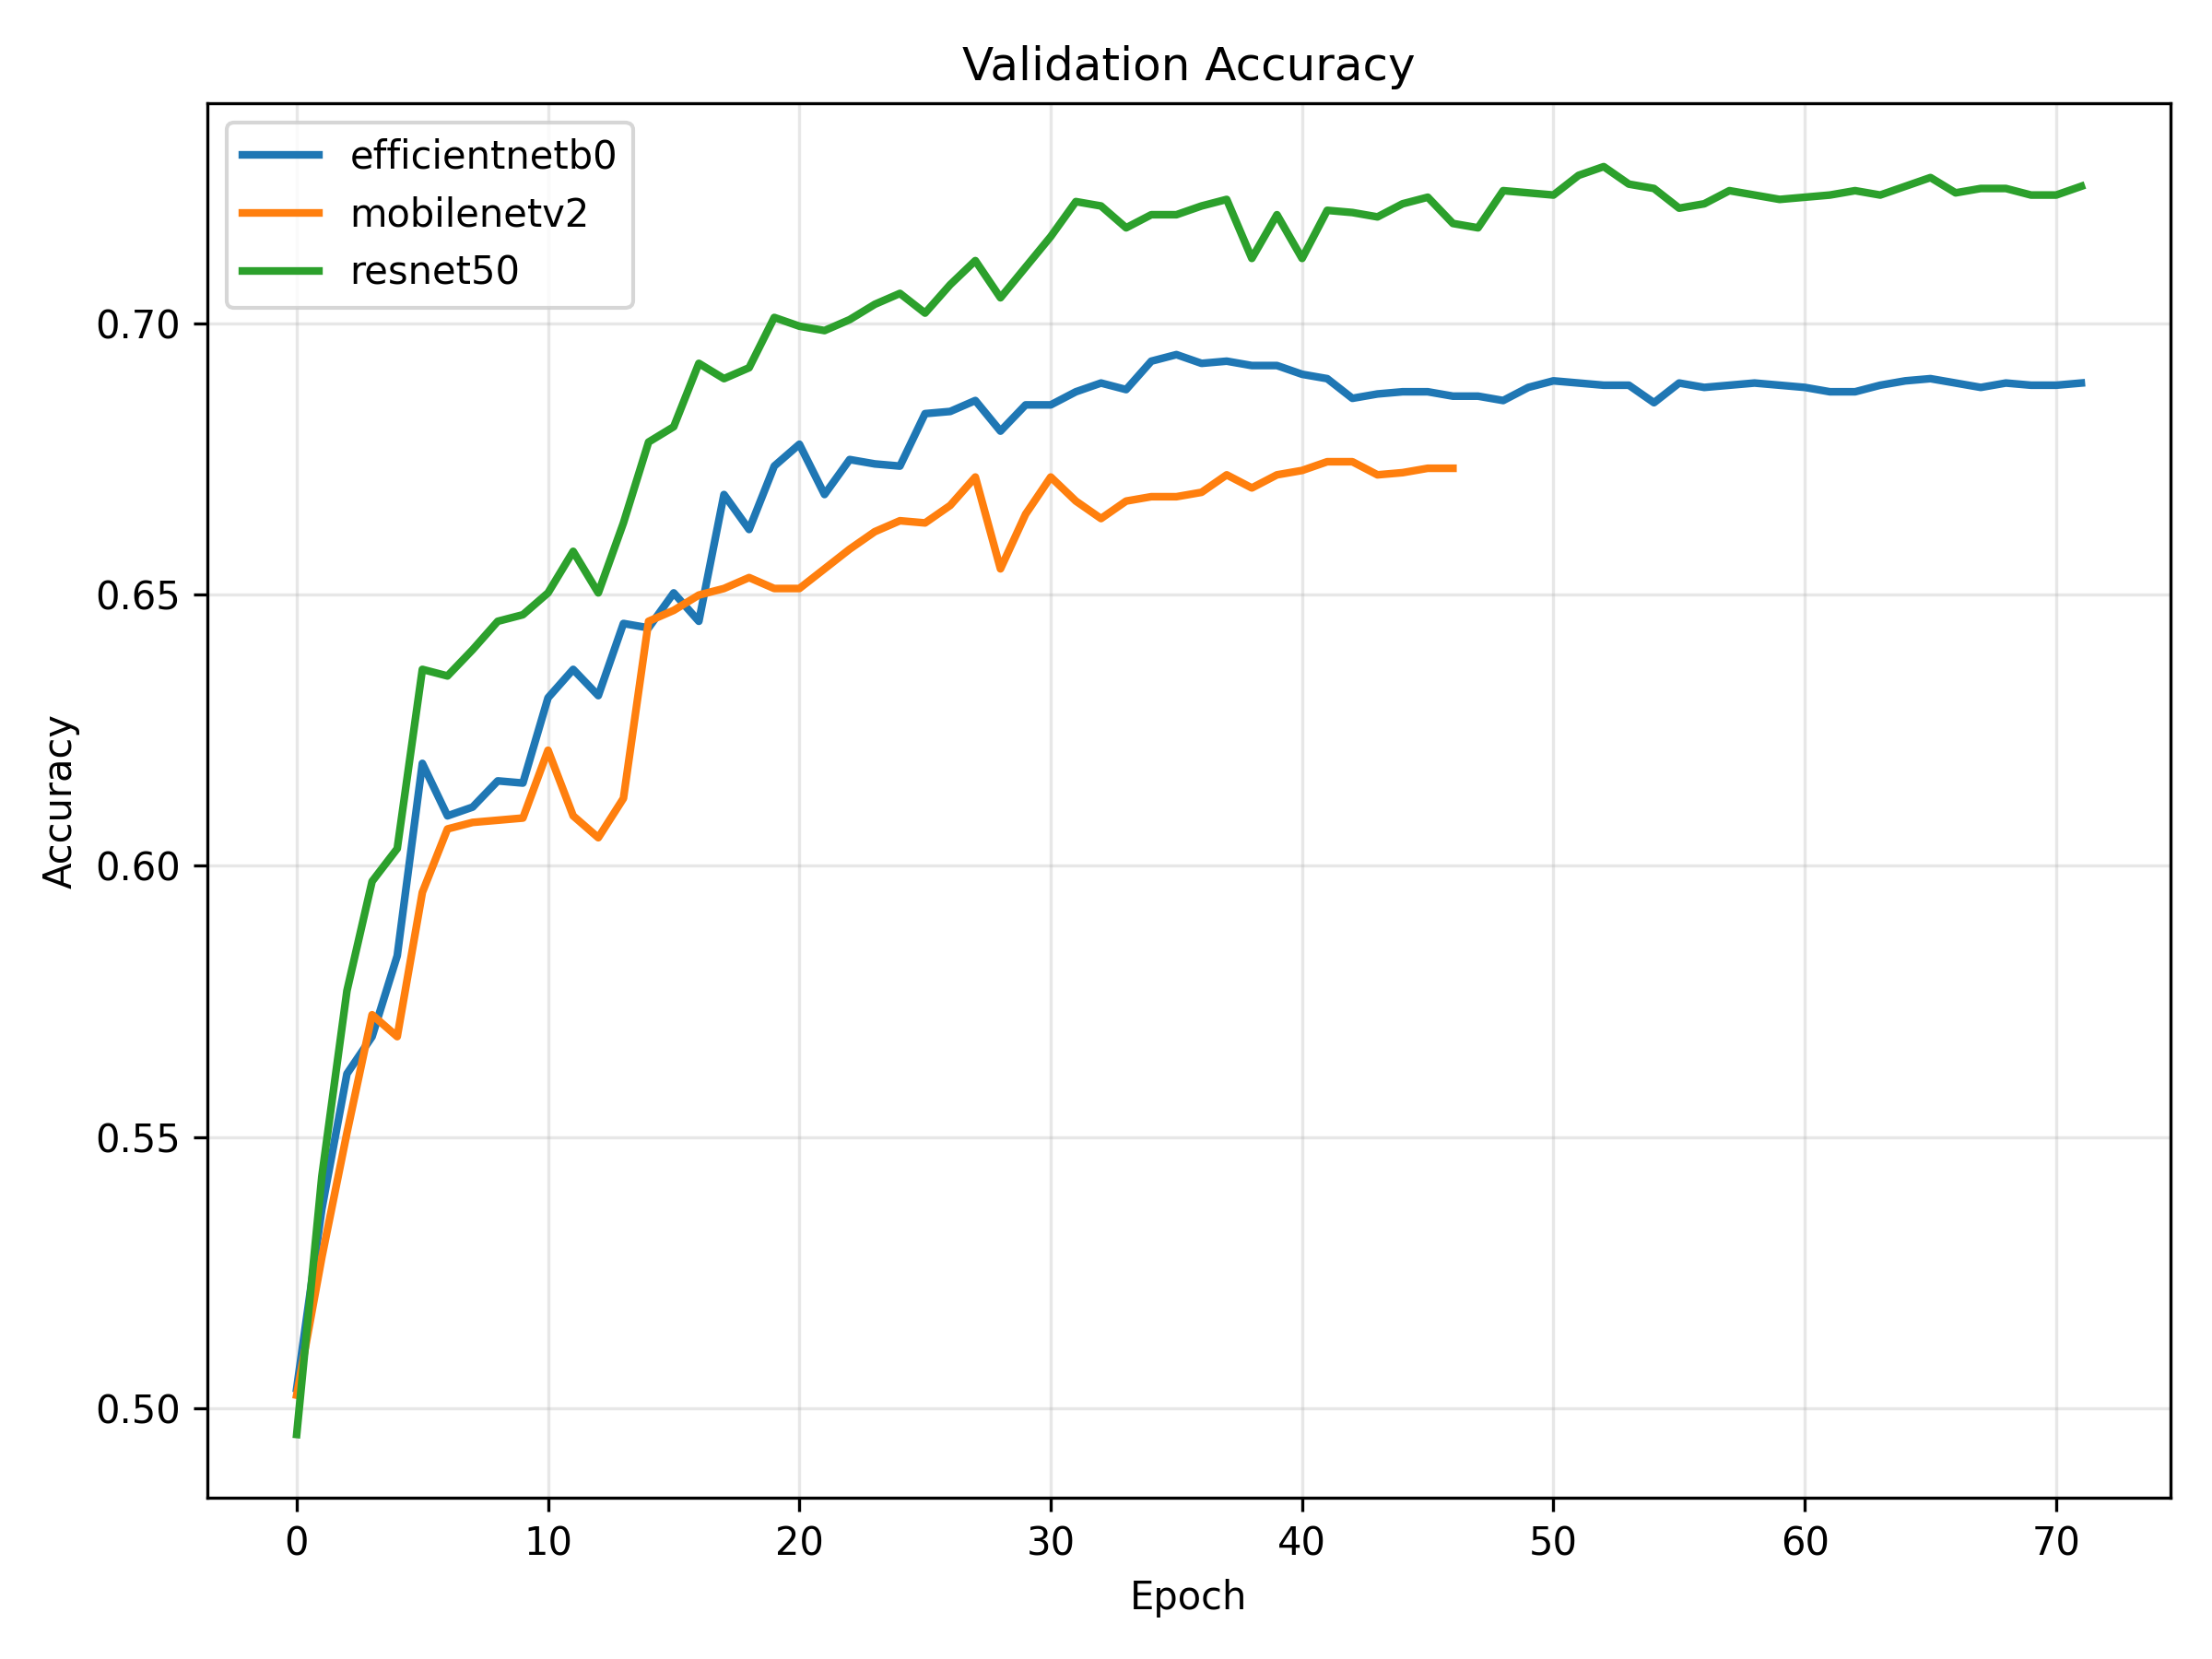 Validation Accuracy
efficientnetb0
mobilenetv2
resnet50
0.70
0.65
0.60
0.55
0.50
Accuracy
0 10 20 30 40 50 60 70
Epoch